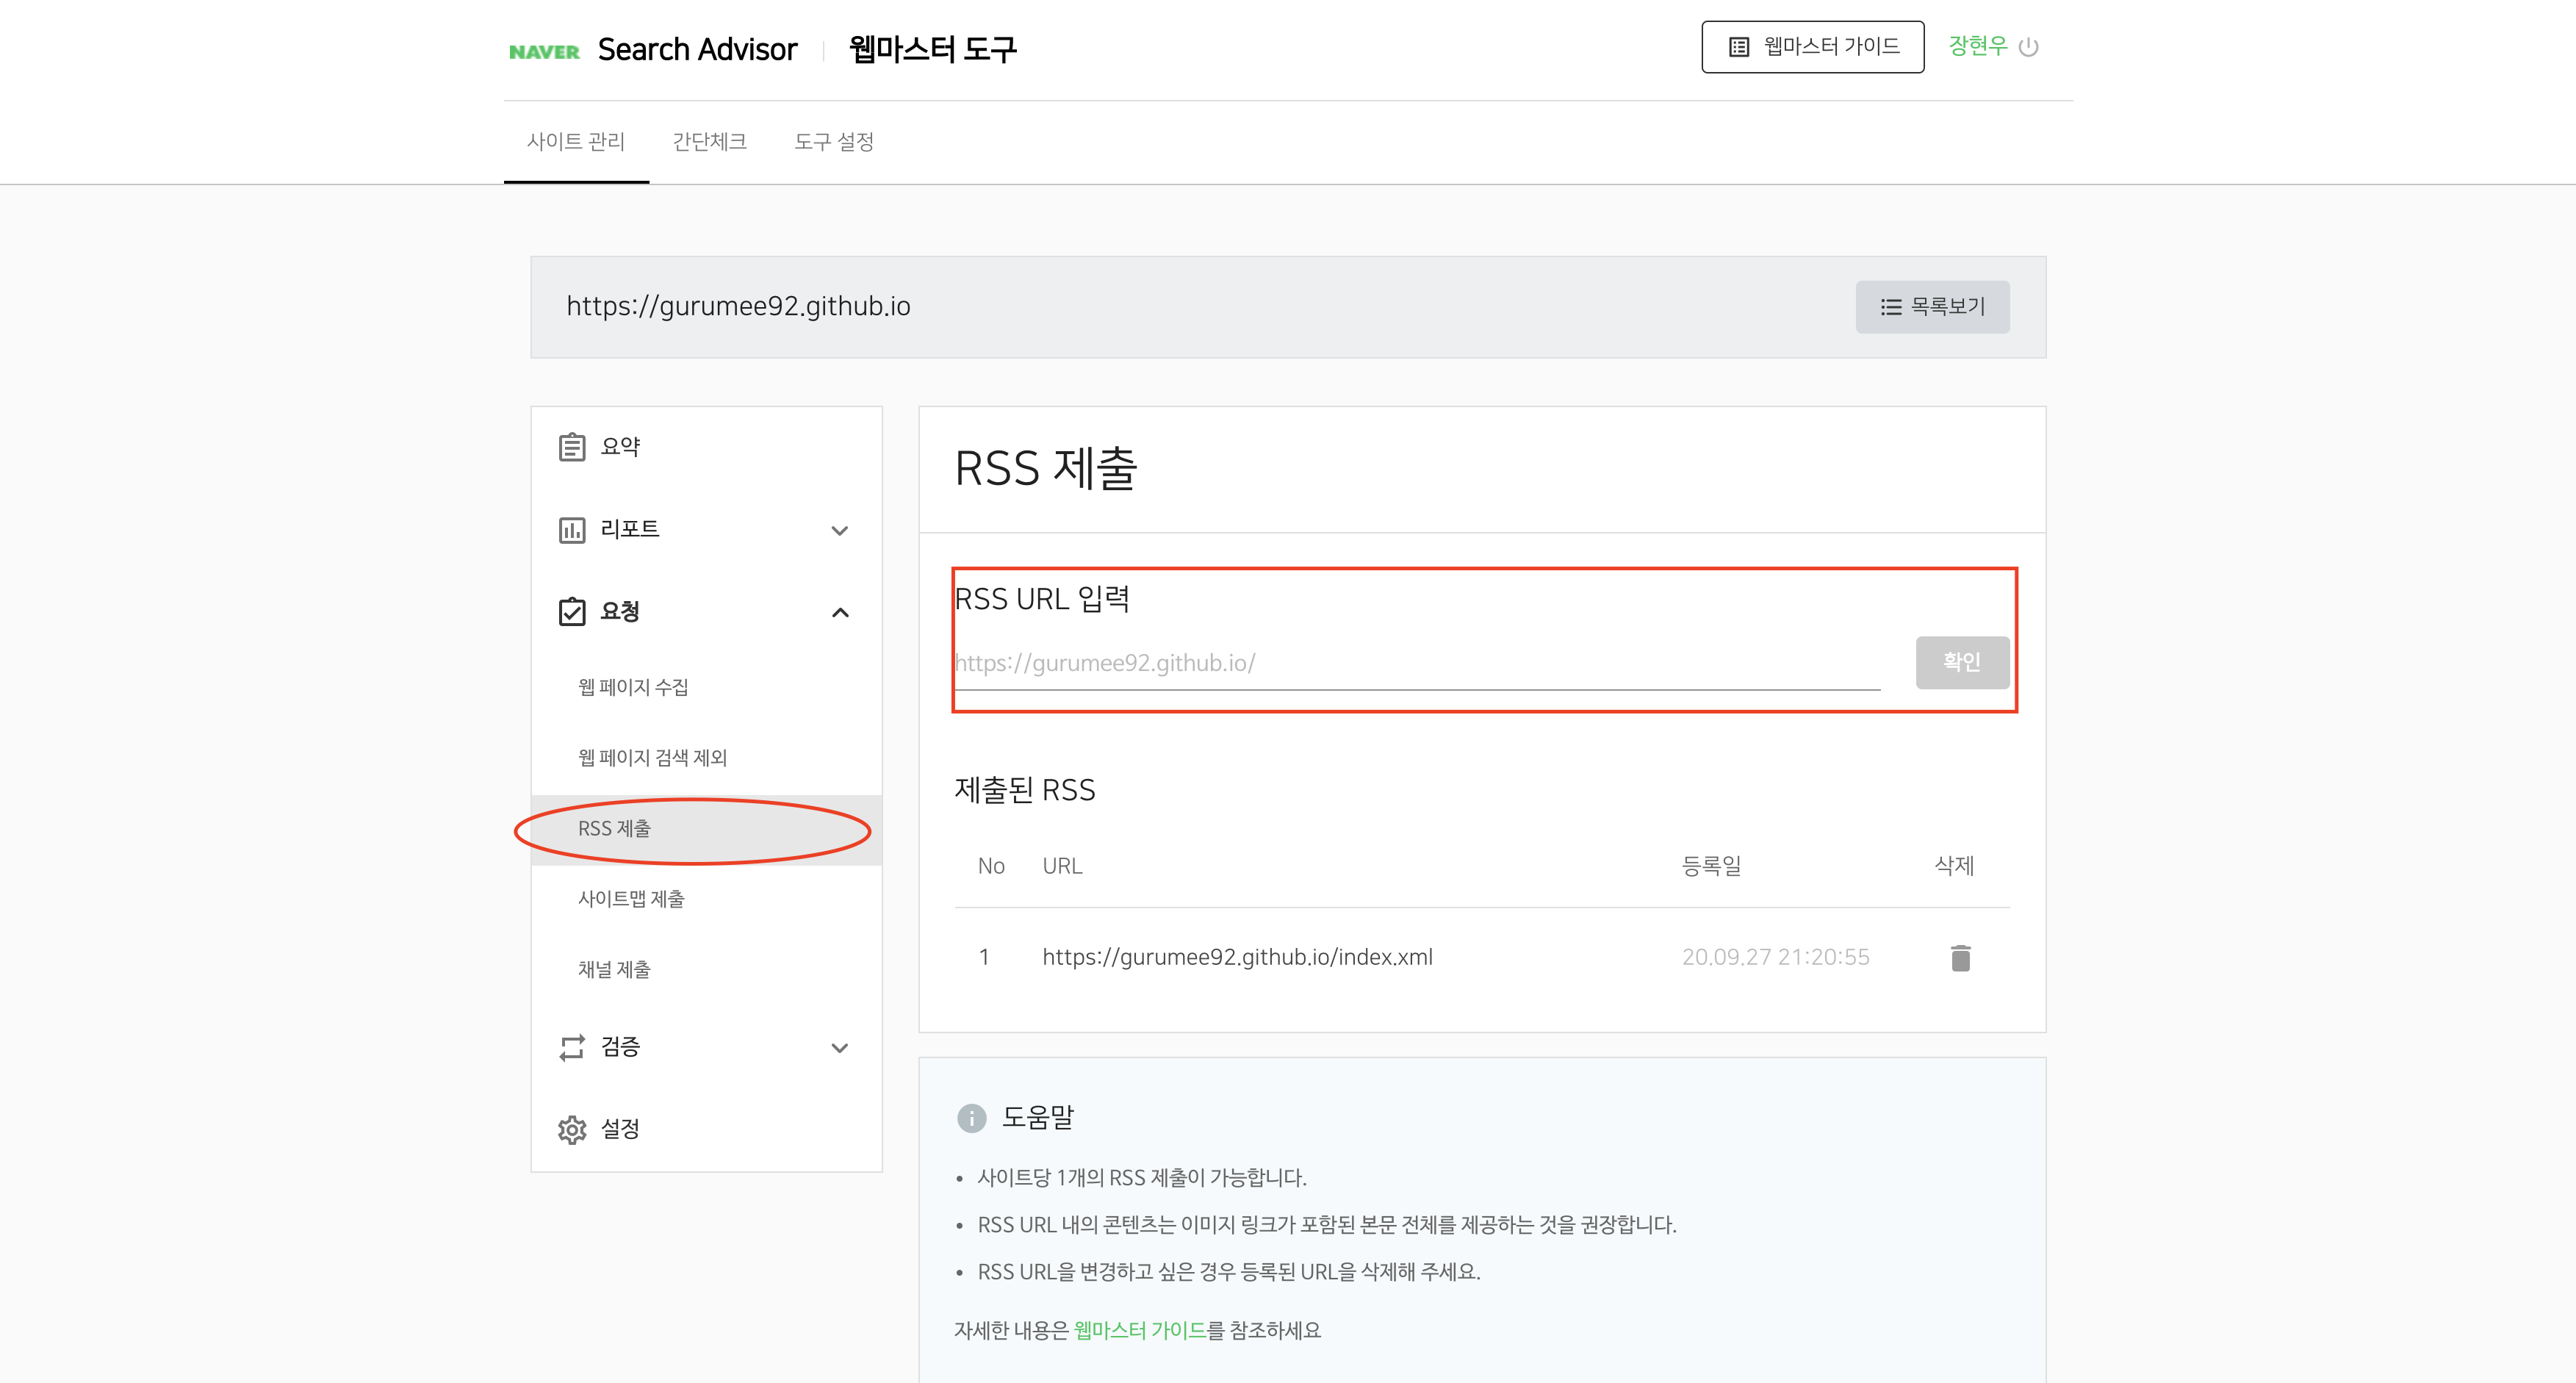 NAVER Search Advisor 웹마스터 도구 웹마스터 가이드 장현우
사이트 관리 간단체크 도구 설정
https://gurumee92.github.io 목록보기
요약
리포트
요청
웹 페이지 수집
웹 페이지 검색 제외
RSS 제출
사이트맵 제출
채널 제출
검증
설정
RSS 제출
RSS URL 입력
https://gurumee92.github.io/ 확인
제출된 RSS
No URL 등록일 삭제
1 https://gurumee92.github.io/index.xml 20.09.27 21:20:55
도움말
• 사이트당 1개의 RSS 제출이 가능합니다.
• RSS URL 내의 콘텐츠는 이미지 링크가 포함된 본문 전체를 제공하는 것을 권장합니다.
• RSS URL을 변경하고 싶은 경우 등록된 URL을 삭제해 주세요.
자세한 내용은 웹마스터 가이드를 참조하세요